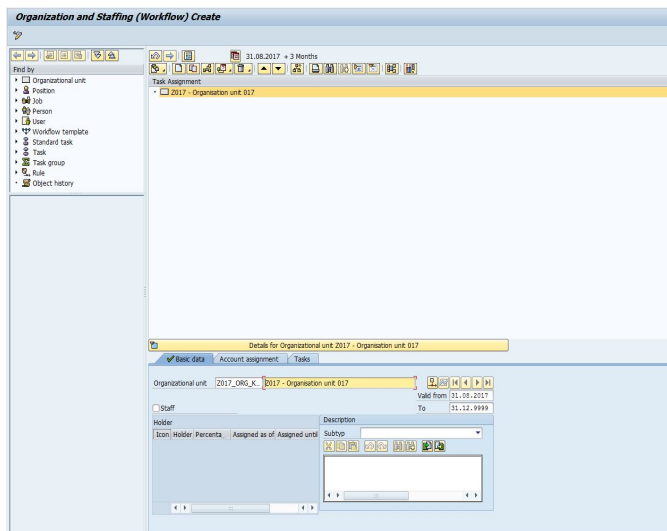 Organization and Staffing (Workflow) Create
31.08.2017 + 3 Months
Find by
Organizational unit
Position
Job
Person
User
Workflow template
Standard task
Task
Task group
Rule
Object history
Task Assignment
Z017 - Organisation unit 017
Details for Organizational unit Z017 - Organisation unit 017
Basic data Account assignment Tasks
Organizational unit Z017_ORG_K.. Z017 - Organisation unit 017
Valid from 31.08.2017
Staff To 31.12.9999
Holder Description
Icon Holder Percenta_ Assigned as of Assigned until
Subtyp